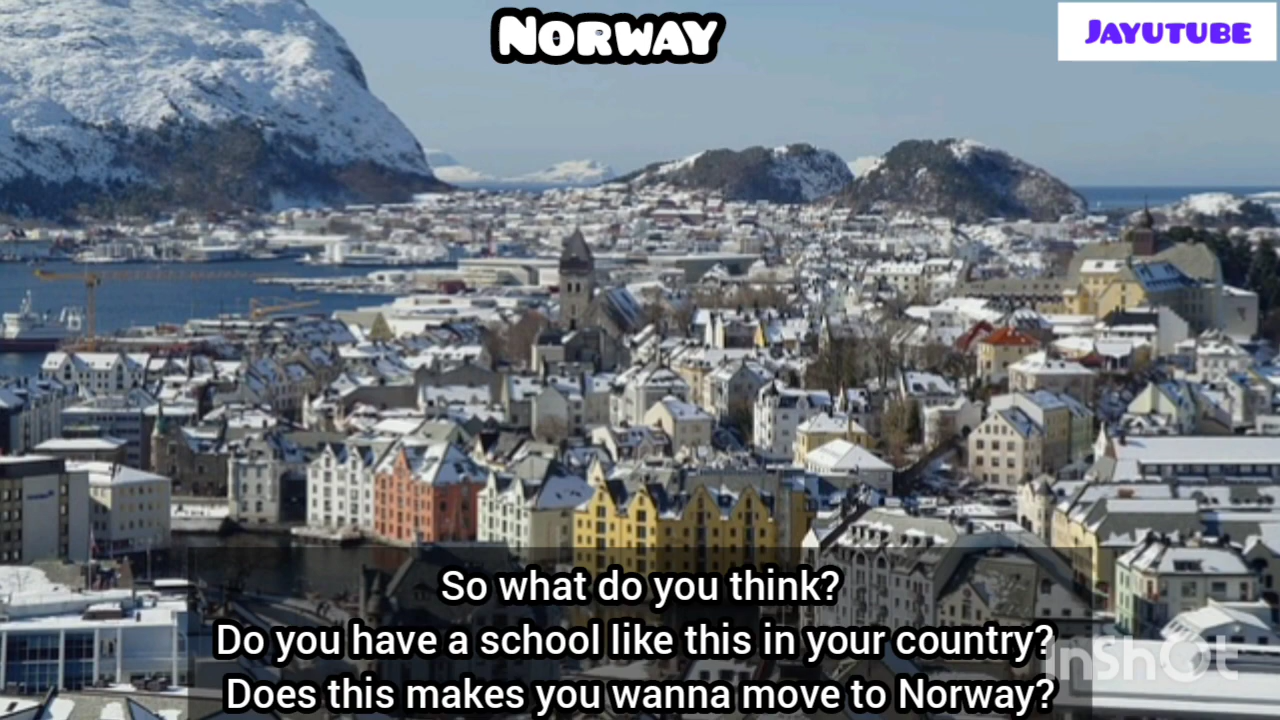 Norway
Jayutube
So what do you think?
Do you have a school like this in your country?
Does this makes you wanna move to Norway?
InShOt